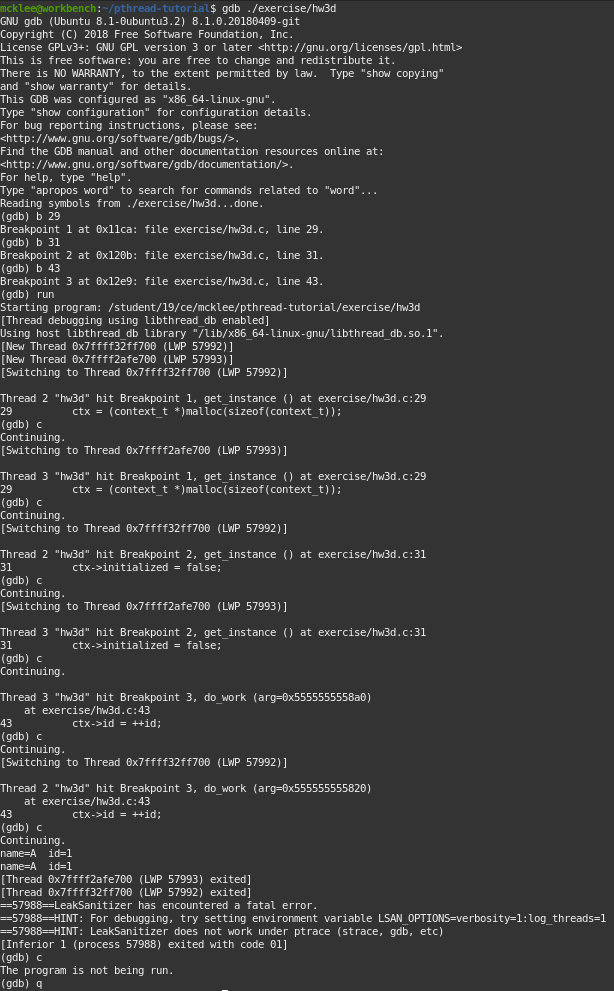 mcklee@workbench:~/pthread-tutorial$ gdb ./exercise/hw3d
GNU gdb (Ubuntu 8.1-0ubuntu3.2) 8.1.0.20180409-git
Copyright (C) 2018 Free Software Foundation, Inc.
License GPLv3+: GNU GPL version 3 or later <http://gnu.org/licenses/gpl.html>
This is free software: you are free to change and redistribute it.
There is NO WARRANTY, to the extent permitted by law.  Type "show copying"
and "show warranty" for details.
This GDB was configured as "x86_64-linux-gnu".
Type "show configuration" for configuration details.
For bug reporting instructions, please see:
<http://www.gnu.org/software/gdb/bugs/>.
Find the GDB manual and other documentation resources online at:
<http://www.gnu.org/software/gdb/documentation/>.
For help, type "help".
Type "apropos word" to search for commands related to "word"...
Reading symbols from ./exercise/hw3d...done.
(gdb) b 29
Breakpoint 1 at 0x11ca: file exercise/hw3d.c, line 29.
(gdb) b 31
Breakpoint 2 at 0x120b: file exercise/hw3d.c, line 31.
(gdb) b 43
Breakpoint 3 at 0x12e9: file exercise/hw3d.c, line 43.
(gdb) run
Starting program: /student/19/ce/mcklee/pthread-tutorial/exercise/hw3d
[Thread debugging using libthread_db enabled]
Using host libthread_db library "/lib/x86_64-linux-gnu/libthread_db.so.1".
[New Thread 0x7ffff32ff700 (LWP 57992)]
[New Thread 0x7ffff2afe700 (LWP 57993)]
[Switching to Thread 0x7ffff32ff700 (LWP 57992)]

Thread 2 "hw3d" hit Breakpoint 1, get_instance () at exercise/hw3d.c:29
29          ctx = (context_t *)malloc(sizeof(context_t));
(gdb) c
Continuing.
[Switching to Thread 0x7ffff2afe700 (LWP 57993)]

Thread 3 "hw3d" hit Breakpoint 1, get_instance () at exercise/hw3d.c:29
29          ctx = (context_t *)malloc(sizeof(context_t));
(gdb) c
Continuing.
[Switching to Thread 0x7ffff32ff700 (LWP 57992)]

Thread 2 "hw3d" hit Breakpoint 2, get_instance () at exercise/hw3d.c:31
31          ctx->initialized = false;
(gdb) c
Continuing.
[Switching to Thread 0x7ffff2afe700 (LWP 57993)]

Thread 3 "hw3d" hit Breakpoint 2, get_instance () at exercise/hw3d.c:31
31          ctx->initialized = false;
(gdb) c
Continuing.

Thread 3 "hw3d" hit Breakpoint 3, do_work (arg=0x5555555558a0)
    at exercise/hw3d.c:43
43          ctx->id = ++id;
(gdb) c
Continuing.
[Switching to Thread 0x7ffff32ff700 (LWP 57992)]

Thread 2 "hw3d" hit Breakpoint 3, do_work (arg=0x555555555820)
    at exercise/hw3d.c:43
43          ctx->id = ++id;
(gdb) c
Continuing.
name=A  id=1
name=A  id=1
[Thread 0x7ffff2afe700 (LWP 57993) exited]
[Thread 0x7ffff32ff700 (LWP 57992) exited]
==57988==LeakSanitizer has encountered a fatal error.
==57988==HINT: For debugging, try setting environment variable LSAN_OPTIONS=verbosity=1:log_threads=1
==57988==HINT: LeakSanitizer does not work under ptrace (strace, gdb, etc)
[Inferior 1 (process 57988) exited with code 01]
(gdb) c
The program is not being run.
(gdb) q